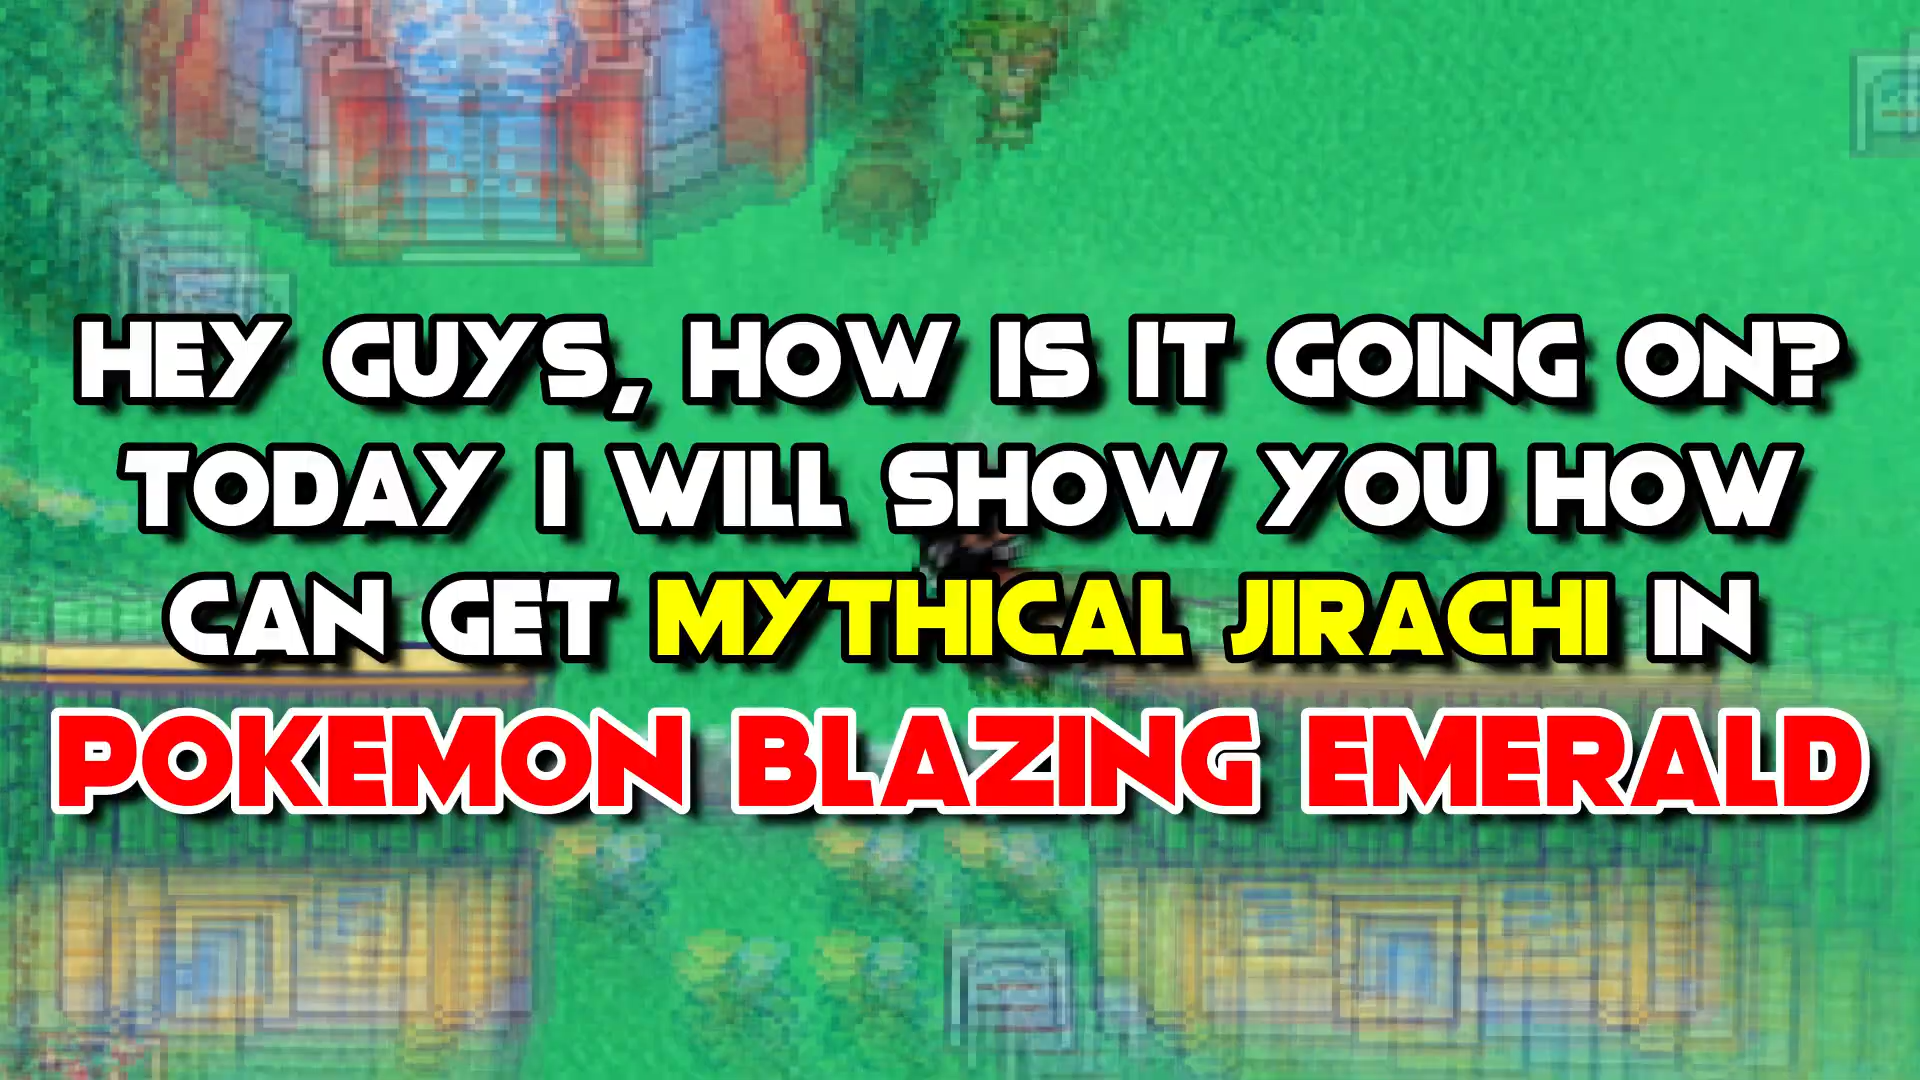 HEY GUYS, HOW IS IT GOING ON?
TODAY I WILL SHOW YOU HOW
CAN GET MYTHICAL JIRACHI IN
POKEMON BLAZING EMERALD